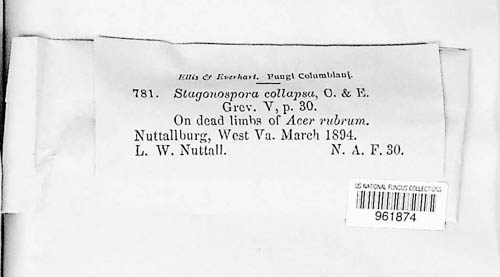 Ellis & Everhart. Fungi Columbiani.
781. Stagonospora collapsa, C. & E.
Grev. V, p. 30.
On dead limbs of Acer rubrum.
Nuttallburg, West Va. March 1894.
L. W. Nuttall. N. A. F. 30.
US NATIONAL FUNGUS COLLECTIONS
961874